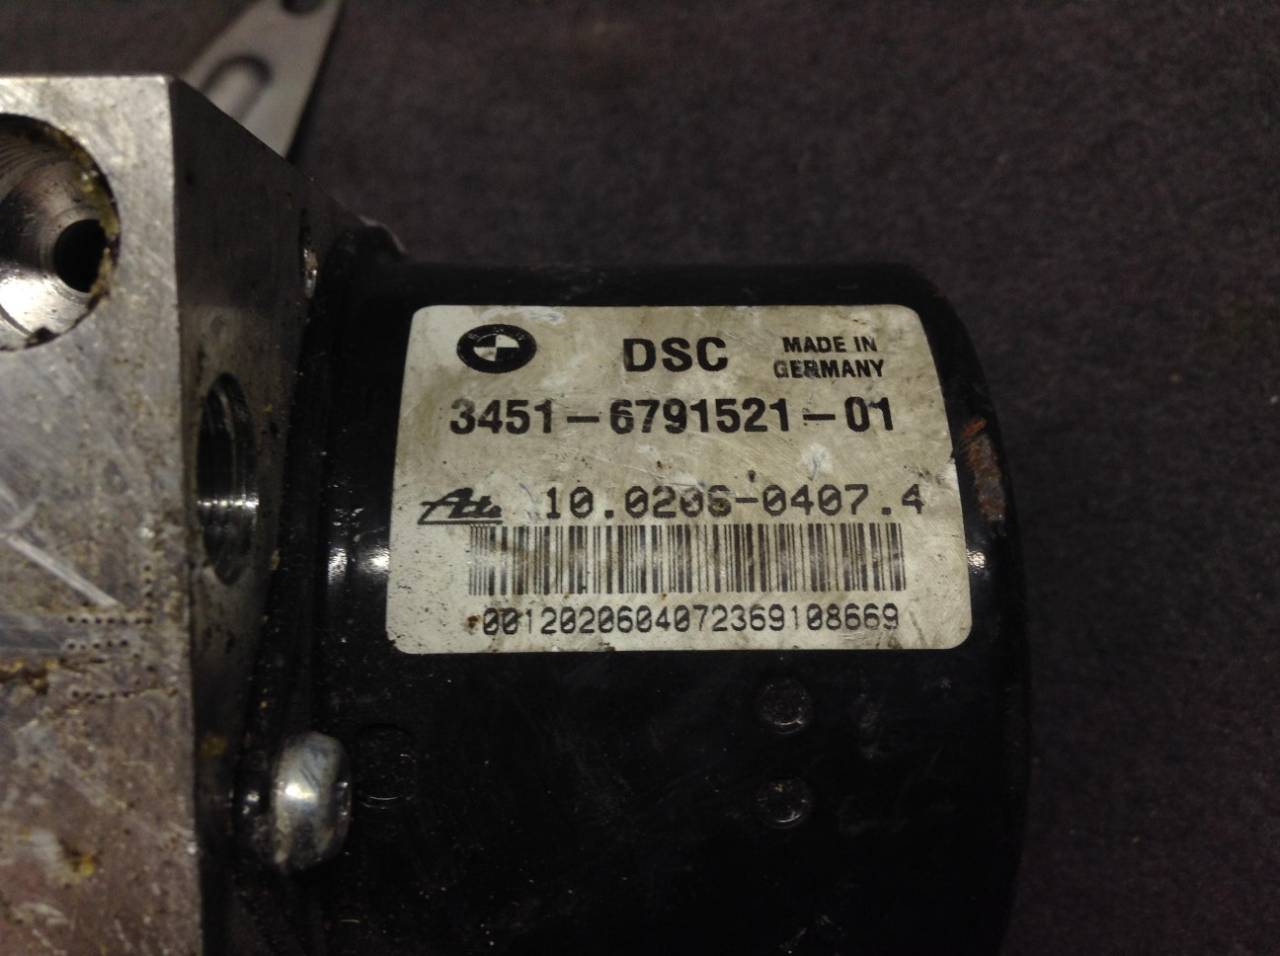 DSC
MADE IN
GERMANY
3451-6791521-01
Ate 10.0206-0407.4
0012020604072369108669